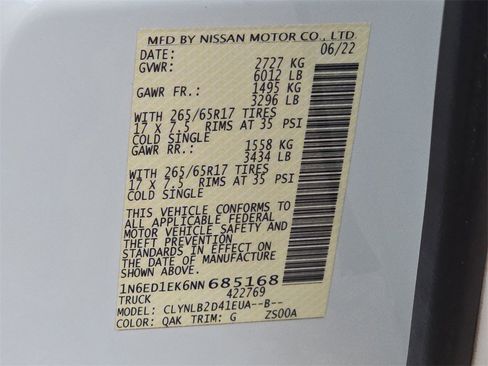 MFD BY NISSAN MOTOR CO., LTD
DATE: 06/22
GVWR: 2727 KG
6012 LB
GAWR FR.: 1495 KG
3296 LB
WITH 265/65R17 TIRES
17 X 7.5 RIMS AT 35 PSI
COLD SINGLE
GAWR RR.: 1558 KG
3434 LB
WITH 265/65R17 TIRES
17 X 7.5 RIMS AT 35 PSI
COLD SINGLE
THIS VEHICLE CONFORMS TO
ALL APPLICABLE FEDERAL
MOTOR VEHICLE SAFETY AND
THEFT PREVENTION
STANDARDS IN EFFECT ON
THE DATE OF MANUFACTURE
SHOWN ABOVE.
1N6ED1EK6NN685168
TRUCK 422769
MODEL: CLYNLB2D41EUA--B--
COLOR: QAK TRIM: G ZS00A